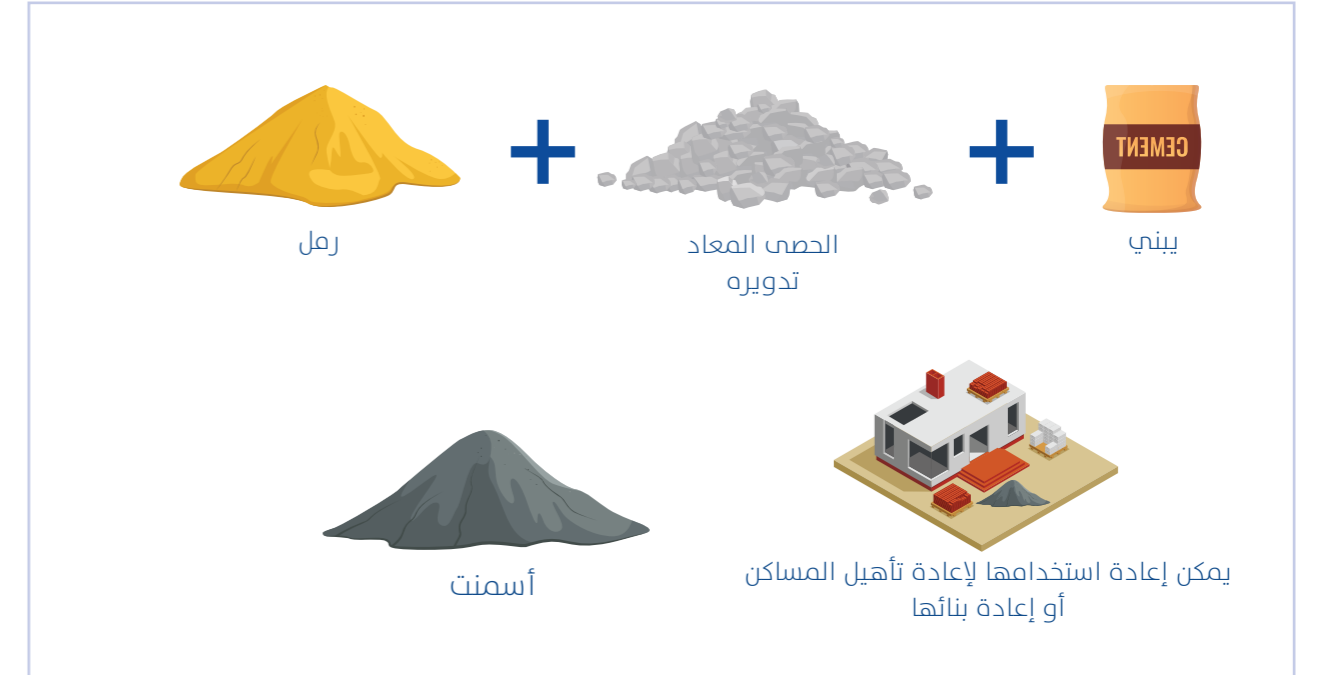 CEMENT
يبني
الحصى المعاد
تدويره
رمل
يمكن إعادة استخدامها لإعادة تأهيل المساكن
أو إعادة بنائها
أسمنت